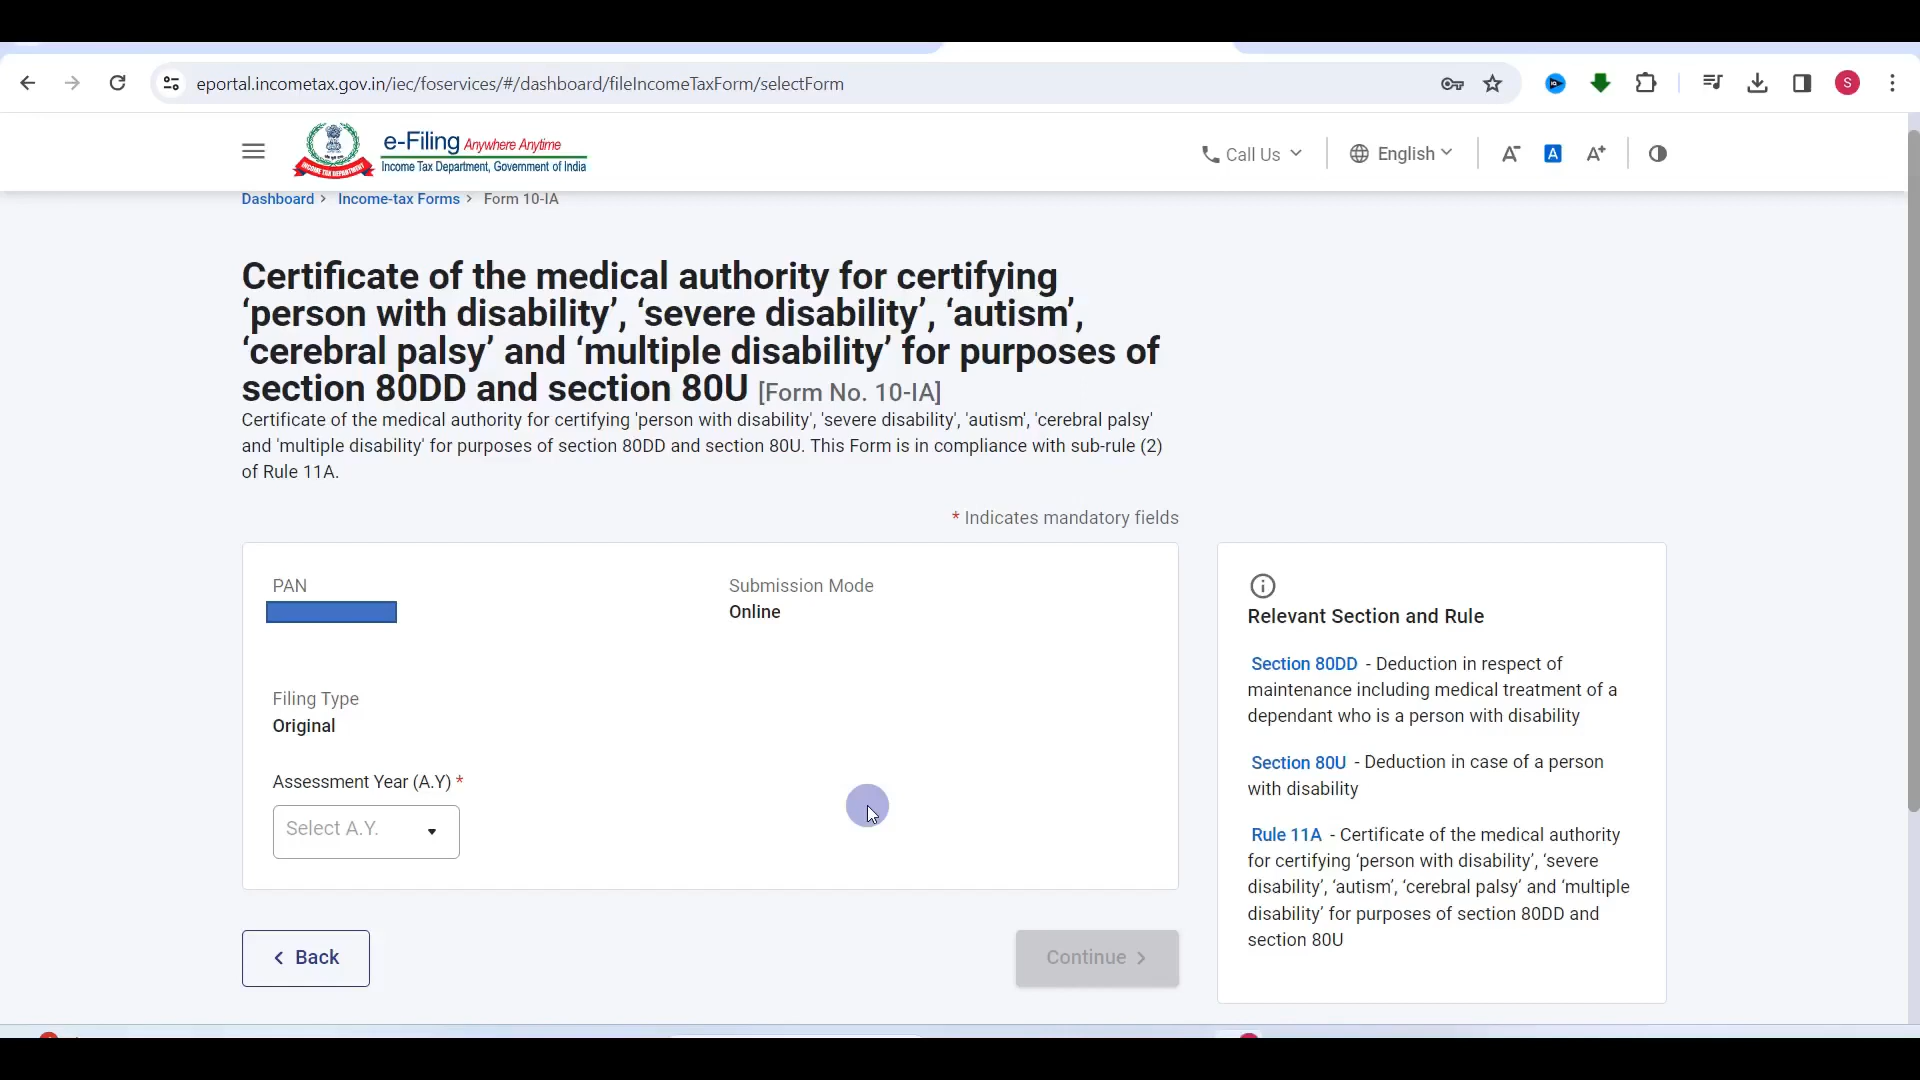 eportal.incometax.gov.in/iec/foservices/#/dashboard/fileIncomeTaxForm/selectForm
S
e-Filing Anywhere Anytime
Income Tax Department, Government of India
INCOME TAX DEPARTMENT
Call Us
English
A-
A
A+
Dashboard > Income-tax Forms > Form 10-IA
Certificate of the medical authority for certifying
‘person with disability’, ‘severe disability’, ‘autism’,
‘cerebral palsy’ and ‘multiple disability’ for purposes of
section 80DD and section 80U [Form No. 10-IA]
Certificate of the medical authority for certifying 'person with disability', 'severe disability', 'autism', 'cerebral palsy'
and 'multiple disability' for purposes of section 80DD and section 80U. This Form is in compliance with sub-rule (2)
of Rule 11A.
* Indicates mandatory fields
PAN
Submission Mode
Online
Filing Type
Original
Assessment Year (A.Y) *
Select A.Y.
< Back
Continue >
Relevant Section and Rule
Section 80DD - Deduction in respect of
maintenance including medical treatment of a
dependant who is a person with disability
Section 80U - Deduction in case of a person
with disability
Rule 11A - Certificate of the medical authority
for certifying ‘person with disability’, ‘severe
disability’, ‘autism’, ‘cerebral palsy’ and ‘multiple
disability’ for purposes of section 80DD and
section 80U